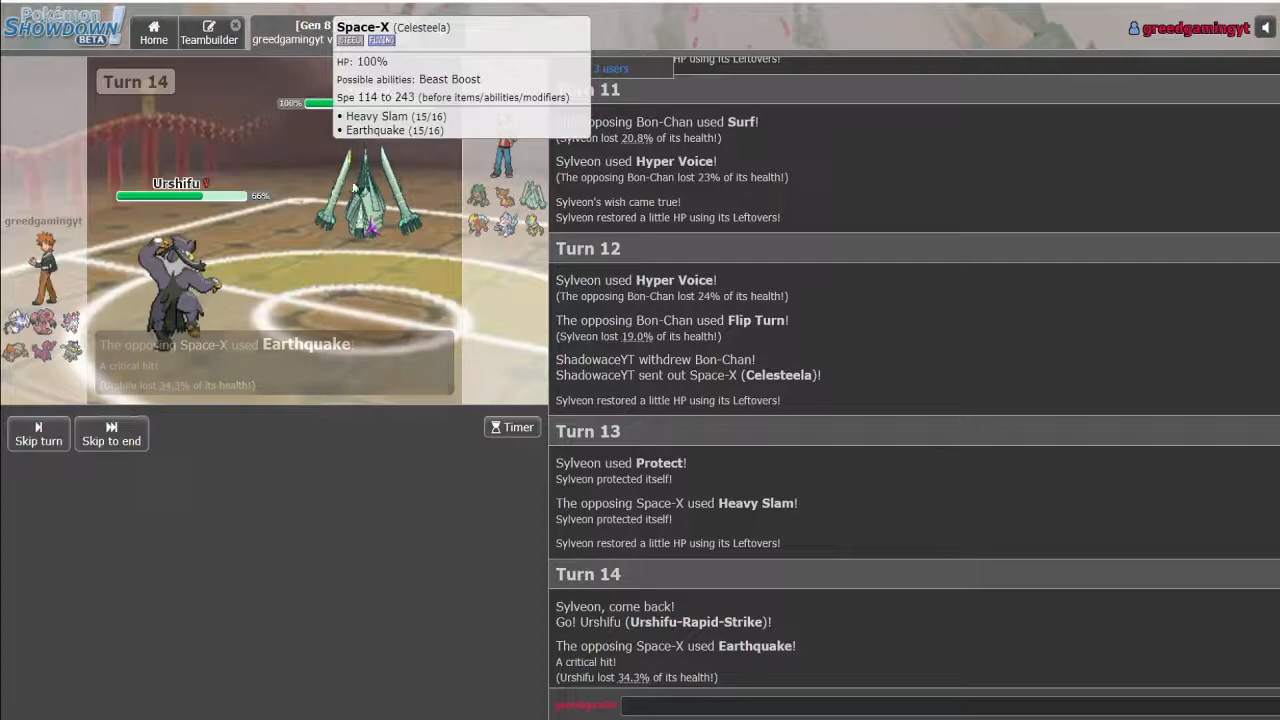 Pokémon
SHOWDOWN!
BETA
Home
Teambuilder
[Gen 8]
greedgamingyt v
greedgamingyt
Space-X (Celesteela)
STEEL FLYING
HP: 100%
Possible abilities: Beast Boost
Spe 114 to 243 (before items/abilities/modifiers)
• Heavy Slam (15/16)
• Earthquake (15/16)
3 users
HP using its Leftovers!
Turn 14
100%
Urshifu
66%
greedgamingyt
The opposing Space-X used Earthquake!
A critical hit!
(Urshifu lost 34.3% of its health!)
Skip turn
Skip to end
Timer
11
opposing Bon-Chan used Surf!
(Sylveon lost 20.8% of its health!)
Sylveon used Hyper Voice!
(The opposing Bon-Chan lost 23% of its health!)
Sylveon's wish came true!
Sylveon restored a little HP using its Leftovers!
Turn 12
Sylveon used Hyper Voice!
(The opposing Bon-Chan lost 24% of its health!)
The opposing Bon-Chan used Flip Turn!
(Sylveon lost 19.0% of its health!)
ShadowaceYT withdrew Bon-Chan!
ShadowaceYT sent out Space-X (Celesteela)!
Sylveon restored a little HP using its Leftovers!
Turn 13
Sylveon used Protect!
Sylveon protected itself!
The opposing Space-X used Heavy Slam!
Sylveon protected itself!
Sylveon restored a little HP using its Leftovers!
Turn 14
Sylveon, come back!
Go! Urshifu (Urshifu-Rapid-Strike)!
The opposing Space-X used Earthquake!
A critical hit!
(Urshifu lost 34.3% of its health!)